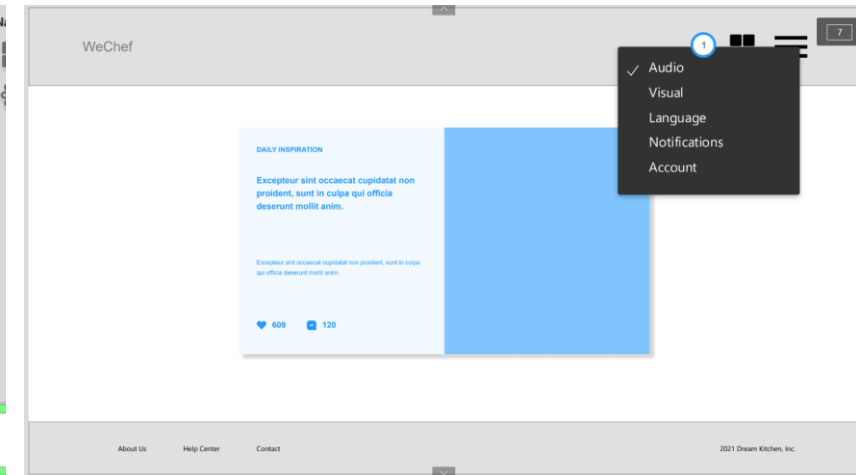 WeChef
1
7
Audio
Visual
Language
Notifications
Account
DAILY INSPIRATION
Excepteur sint occaecat cupidatat non
proident, sunt in culpa qui officia
deserunt mollit anim.
Excepteur sint occaecat cupidatat non proident, sunt in culpa
qui officia deserunt mollit anim.
609 120
About Us Help Center Contact 2021 Dream Kitchen, Inc.